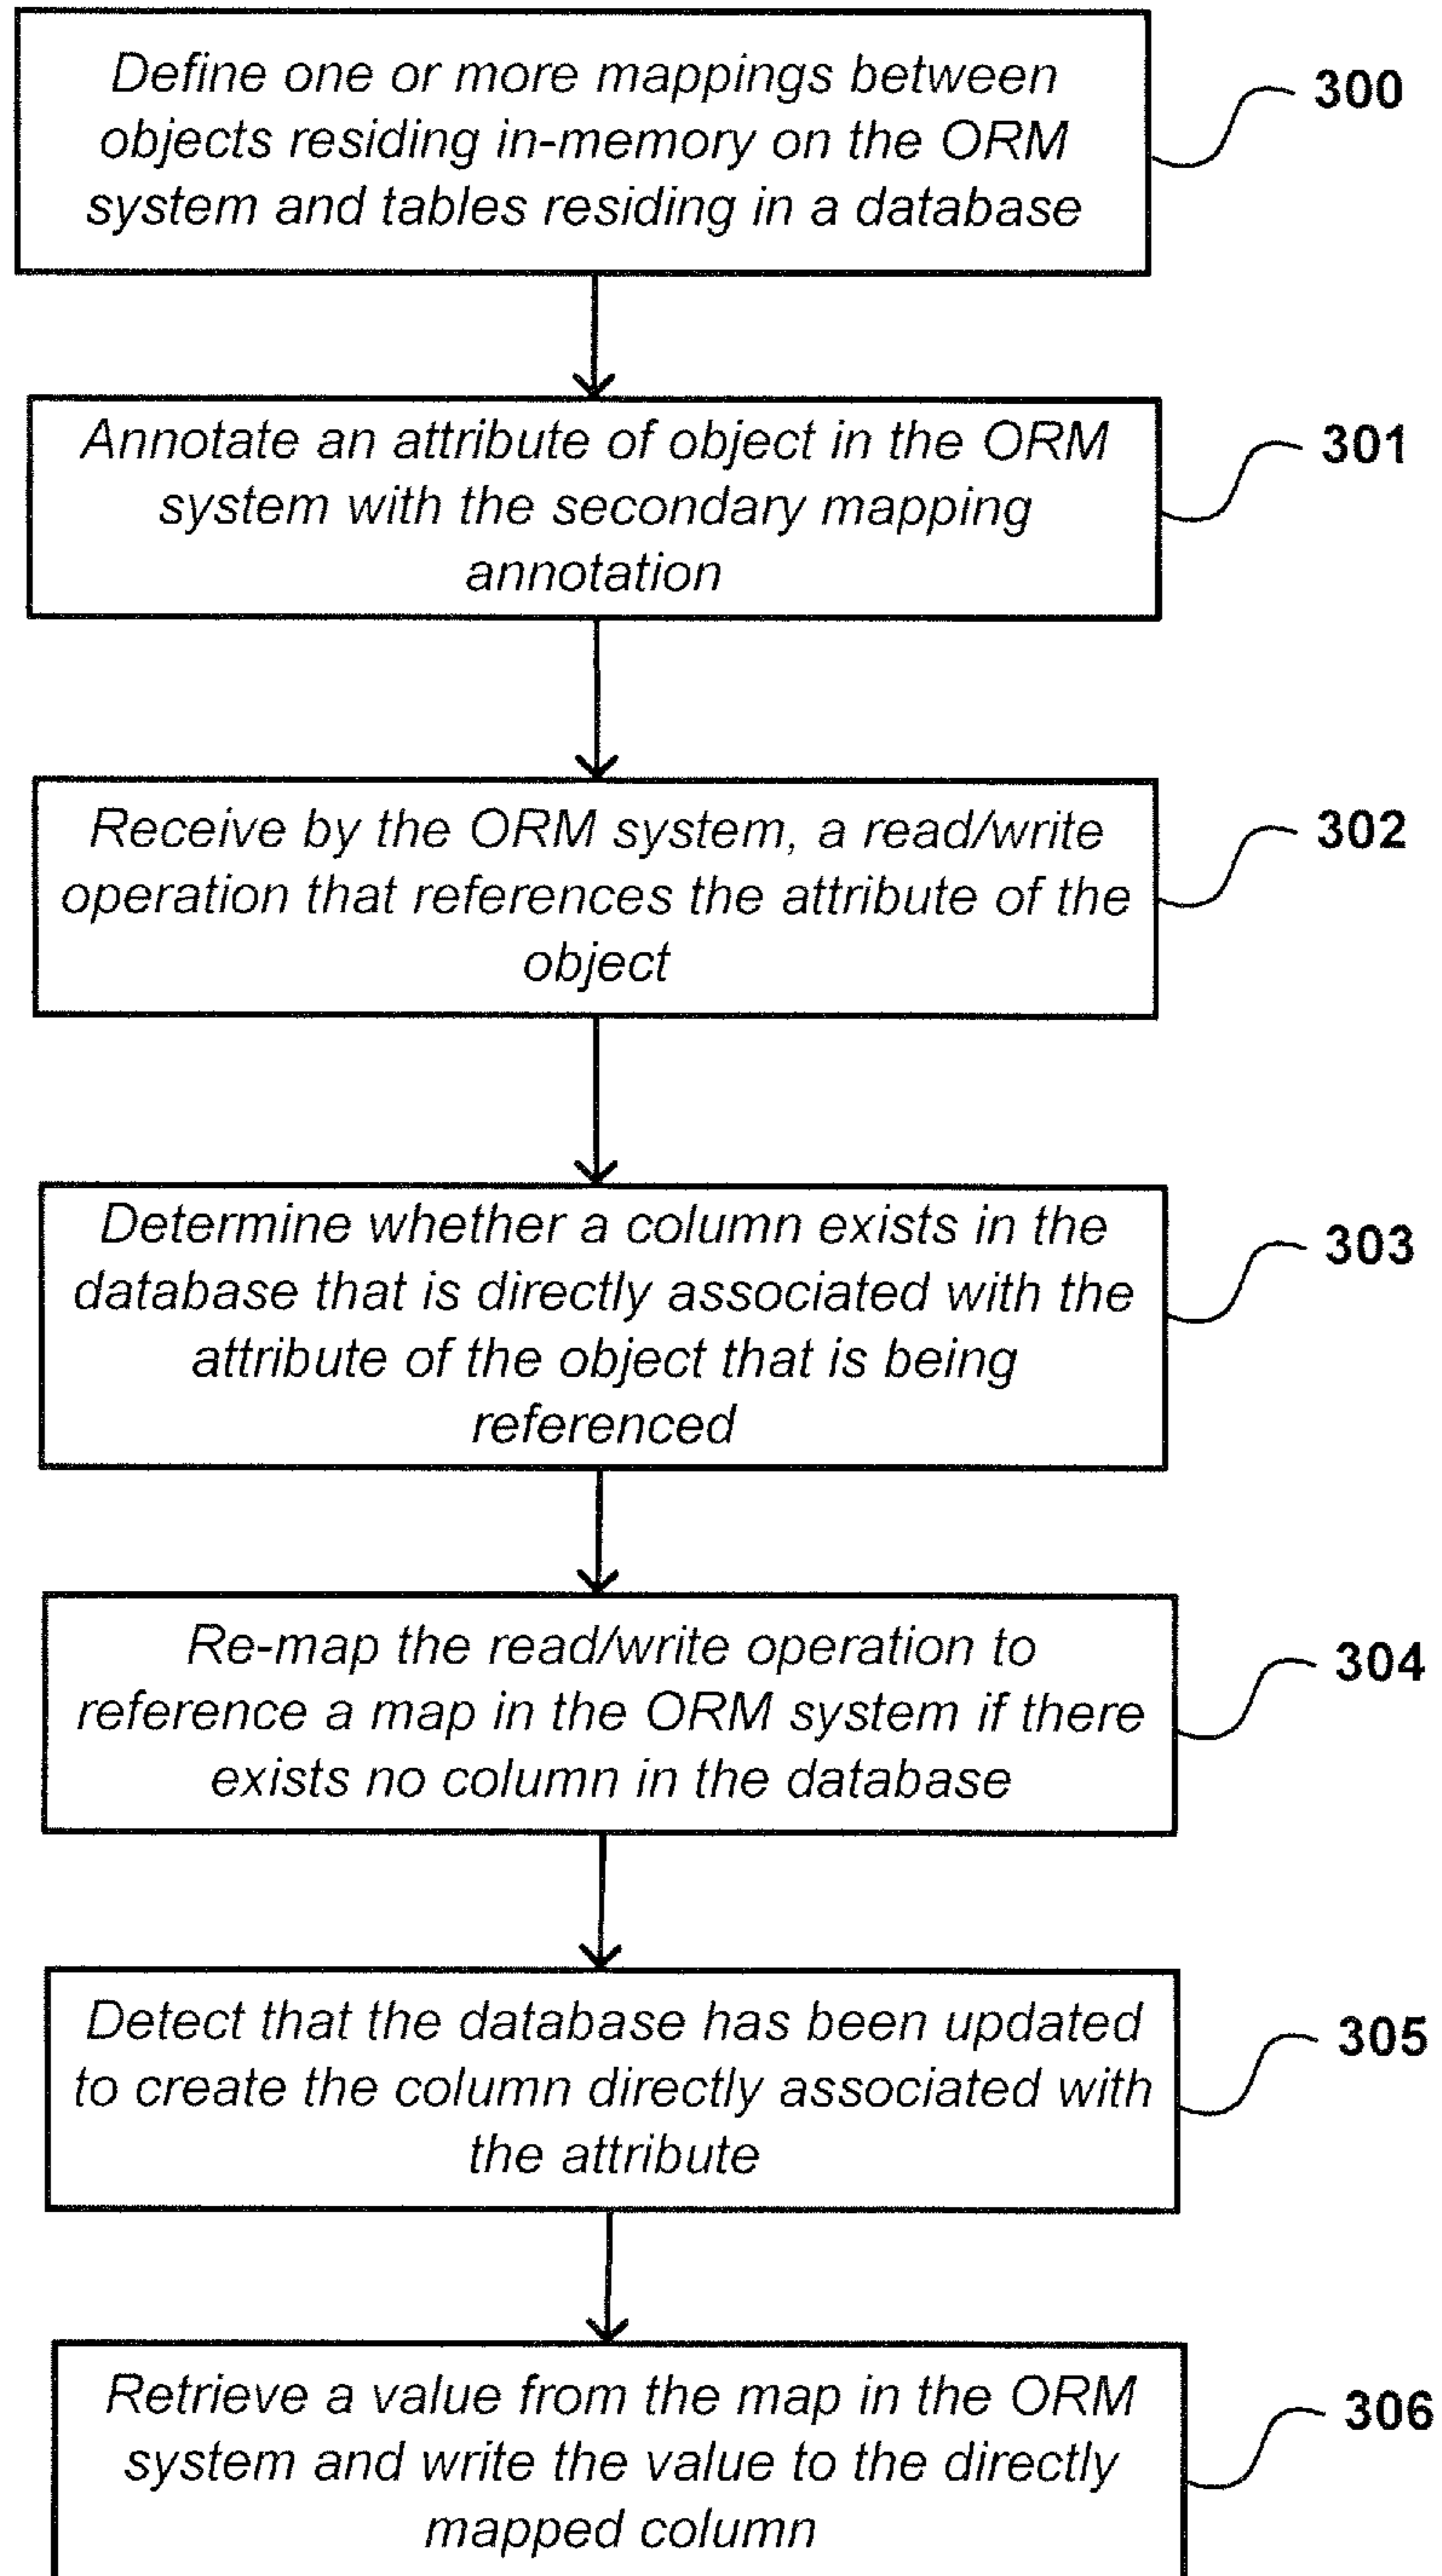 Define one or more mappings between
objects residing in-memory on the ORM
system and tables residing in a database
300
Annotate an attribute of object in the ORM
system with the secondary mapping
annotation
301
Receive by the ORM system, a read/write
operation that references the attribute of the
object
302
Determine whether a column exists in the
database that is directly associated with the
attribute of the object that is being
referenced
303
Re-map the read/write operation to
reference a map in the ORM system if there
exists no column in the database
304
Detect that the database has been updated
to create the column directly associated with
the attribute
305
Retrieve a value from the map in the ORM
system and write the value to the directly
mapped column
306